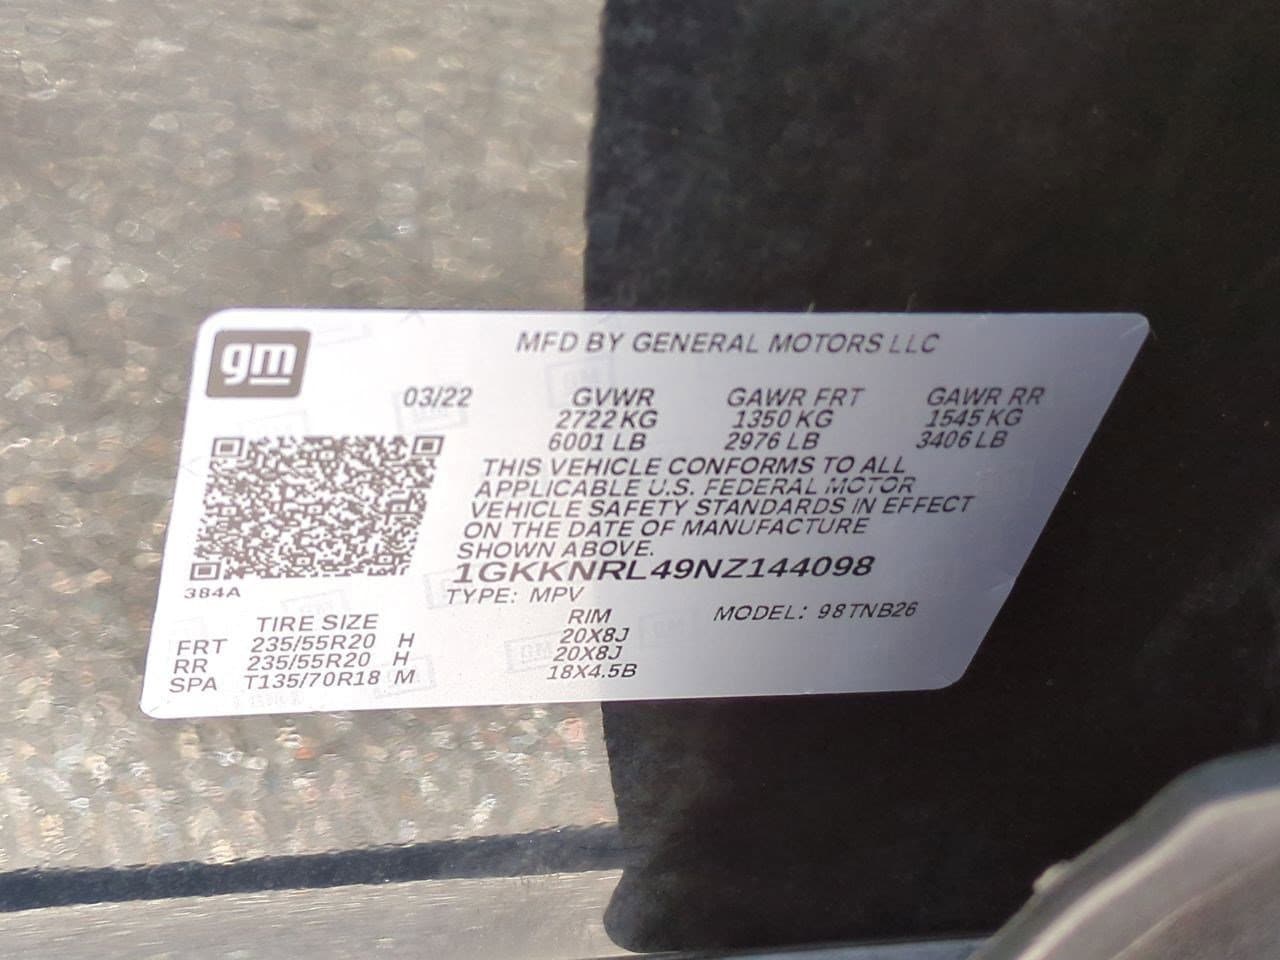 gm
MFD BY GENERAL MOTORS LLC
03/22 GVWR GAWR FRT GAWR RR
2722 KG 1350 KG 1545 KG
6001 LB 2976 LB 3406 LB
THIS VEHICLE CONFORMS TO ALL
APPLICABLE U.S. FEDERAL MOTOR
VEHICLE SAFETY STANDARDS IN EFFECT
ON THE DATE OF MANUFACTURE
SHOWN ABOVE.
1GKKNRL49NZ144098
384A
TYPE: MPV MODEL: 98TNB26
TIRE SIZE RIM
FRT 235/55R20 H 20X8J
RR 235/55R20 H 20X8J
SPA T135/70R18 M 18X4.5B